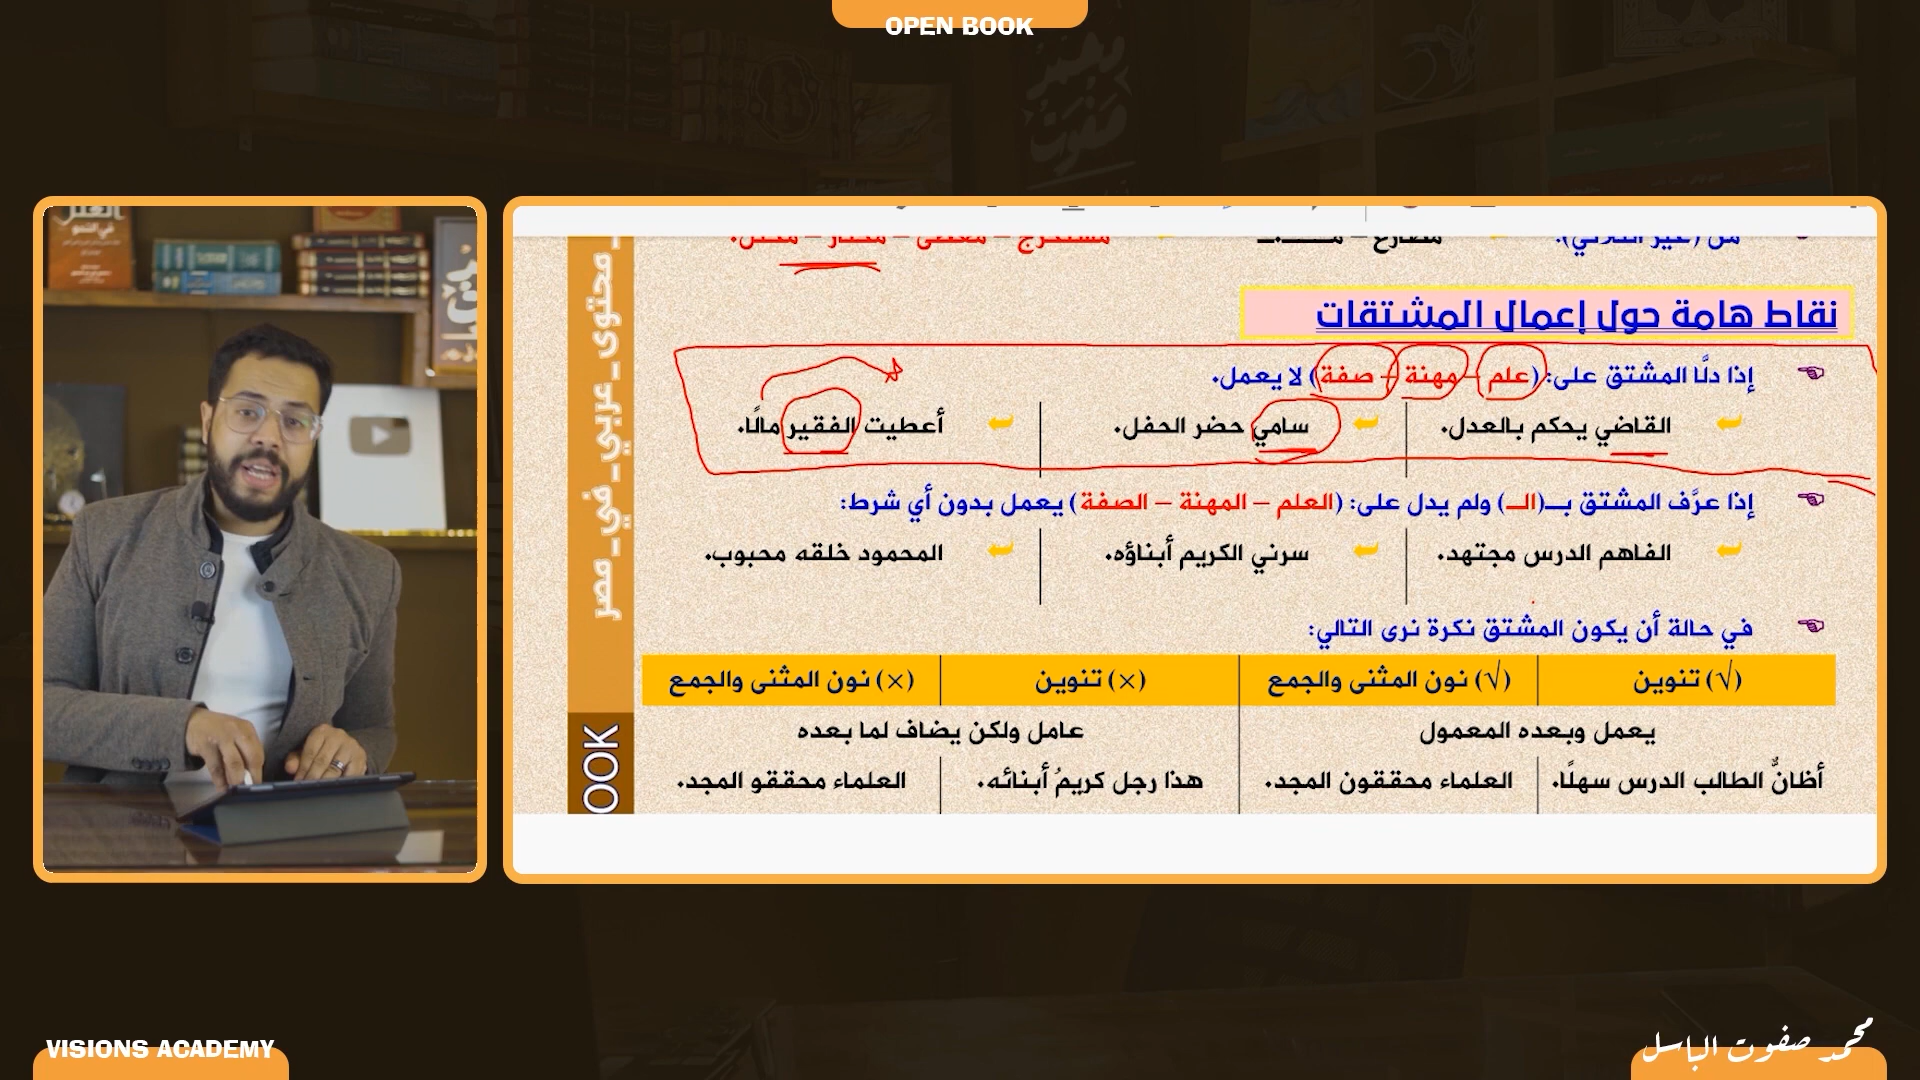 OPEN BOOK
نقاط هامة حول إعمال المشتقات
إذا دلَّا المشتق على: (علم – مهنة – صفة) لا يعمل.
القاضي يحكم بالعدل.
سامي حضر الحفل.
أعطيت الفقير مالًا.
إذا عرَّف المشتق بـ(الـ) ولم يدل على: (العلم – المهنة – الصفة) يعمل بدون أي شرط:
الفاهم الدرس مجتهد.
سرني الكريم أبناؤه.
المحمود خلقه محبوب.
في حالة أن يكون المشتق نكرة نرى التالي:
(√) تنوين
(√) نون المثنى والجمع
(×) تنوين
(×) نون المثنى والجمع
يعمل وبعده المعمول
عامل ولكن يضاف لما بعده
أظانٌّ الطالب الدرس سهلًا.
العلماء محققون المجد.
هذا رجل كريمُ أبنائه.
العلماء محققو المجد.
محتوى_عربي_في_مصر
OOK
VISIONS ACADEMY
محمد صفوت الباسل